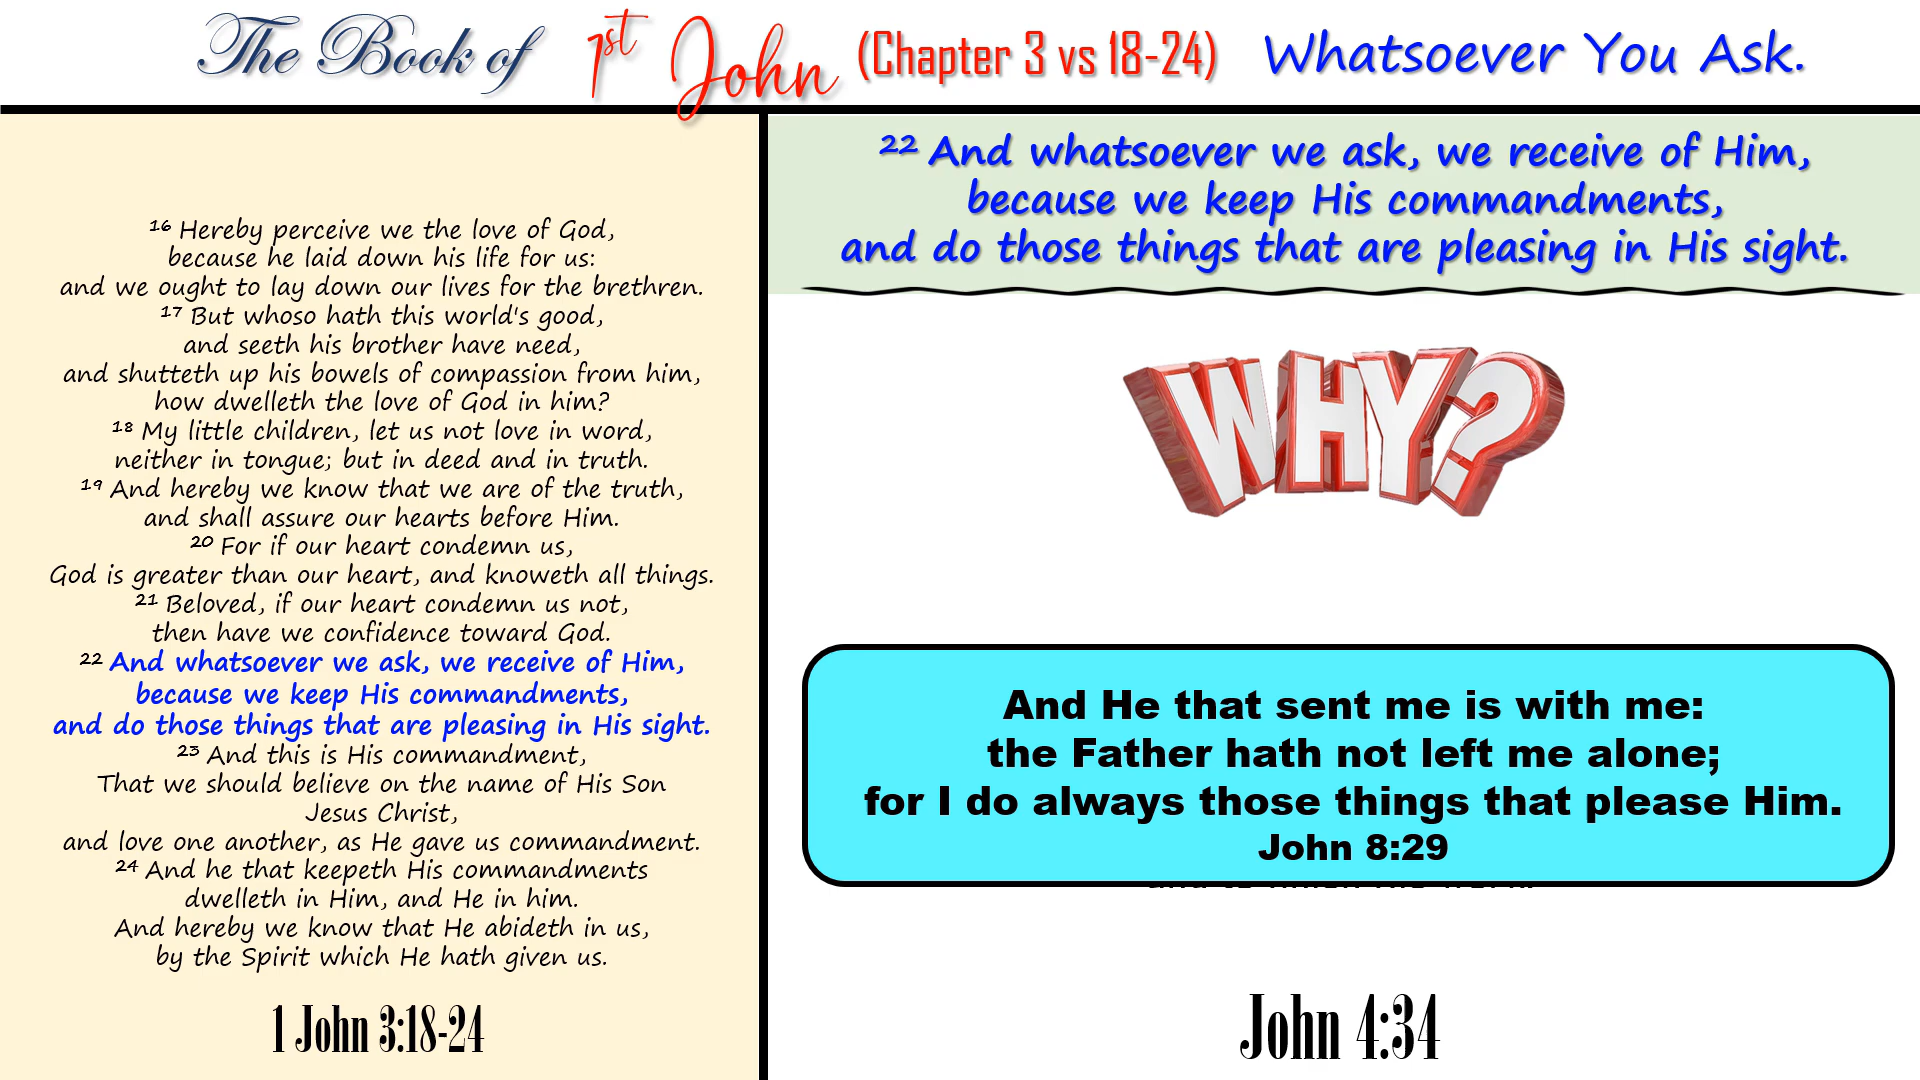 The Book of 1st John (Chapter 3 vs 18-24) Whatsoever You Ask.
16 Hereby perceive we the love of God,
because he laid down his life for us:
and we ought to lay down our lives for the brethren.
17 But whoso hath this world's good,
and seeth his brother have need,
and shutteth up his bowels of compassion from him,
how dwelleth the love of God in him?
18 My little children, let us not love in word,
neither in tongue; but in deed and in truth.
19 And hereby we know that we are of the truth,
and shall assure our hearts before Him.
20 For if our heart condemn us,
God is greater than our heart, and knoweth all things.
21 Beloved, if our heart condemn us not,
then have we confidence toward God.
22 And whatsoever we ask, we receive of Him,
because we keep His commandments,
and do those things that are pleasing in His sight.
23 And this is His commandment,
That we should believe on the name of His Son
Jesus Christ,
and love one another, as He gave us commandment.
24 And he that keepeth His commandments
dwelleth in Him, and He in him.
And hereby we know that He abideth in us,
by the Spirit which He hath given us.
1 John 3:18-24
22 And whatsoever we ask, we receive of Him,
because we keep His commandments,
and do those things that are pleasing in His sight.
WHY?
And He that sent me is with me:
the Father hath not left me alone;
for I do always those things that please Him.
John 8:29
John 4:34